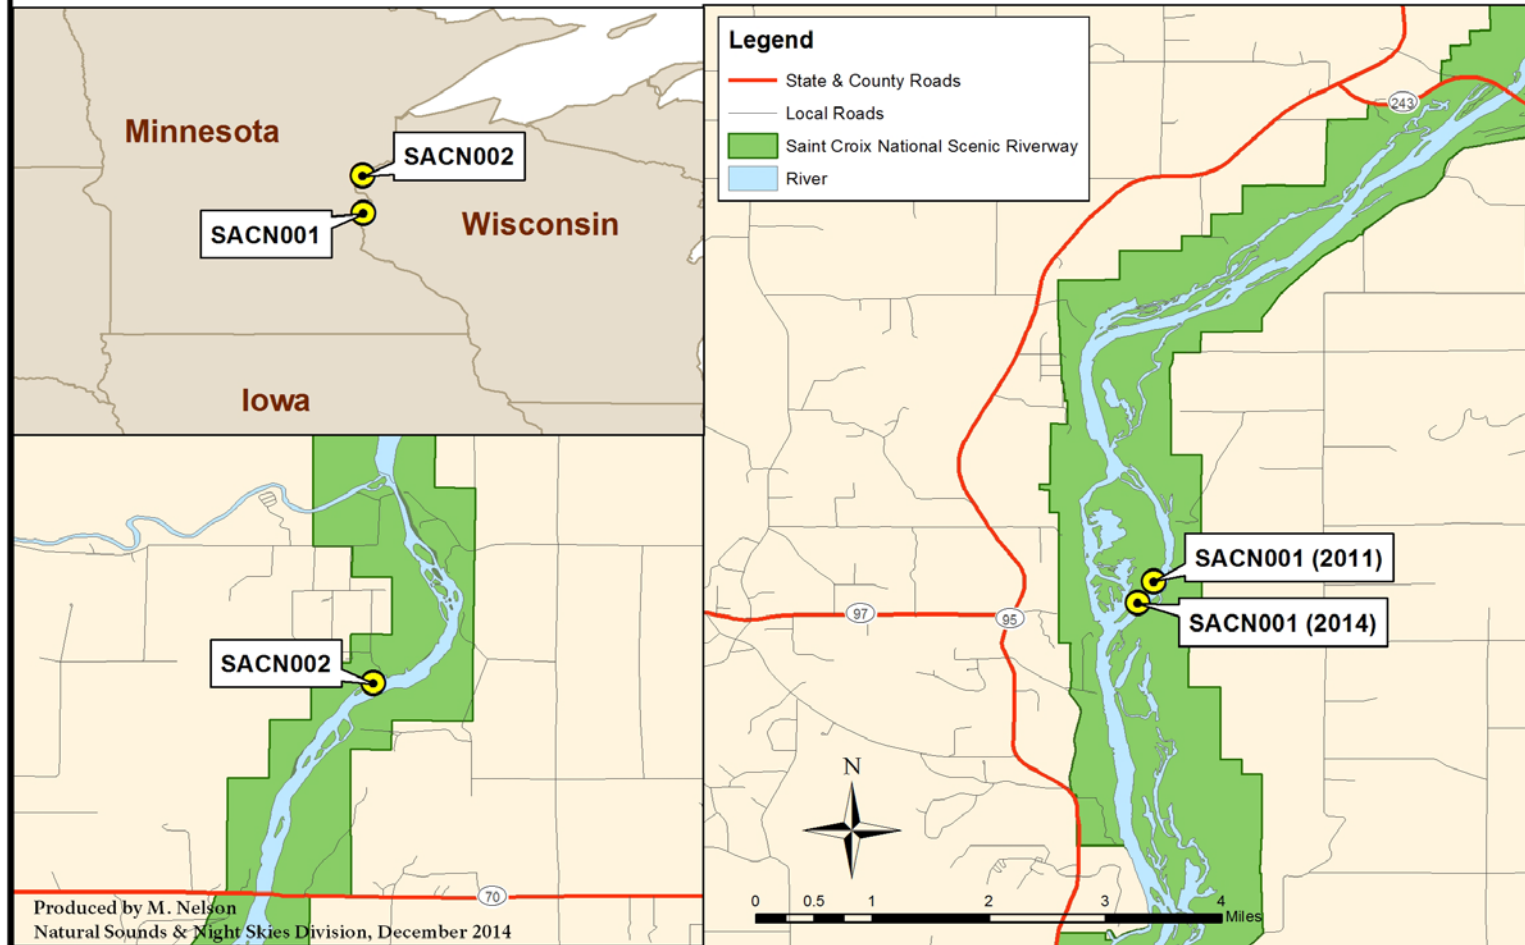 Minnesota
SACN002
SACN001
Wisconsin
Iowa
SACN002
70
Produced by M. Nelson
Natural Sounds & Night Skies Division, December 2014
Legend
State & County Roads
Local Roads
Saint Croix National Scenic Riverway
River
243
SACN001 (2011)
SACN001 (2014)
97
95
N
0 0.5 1 2 3 4
Miles